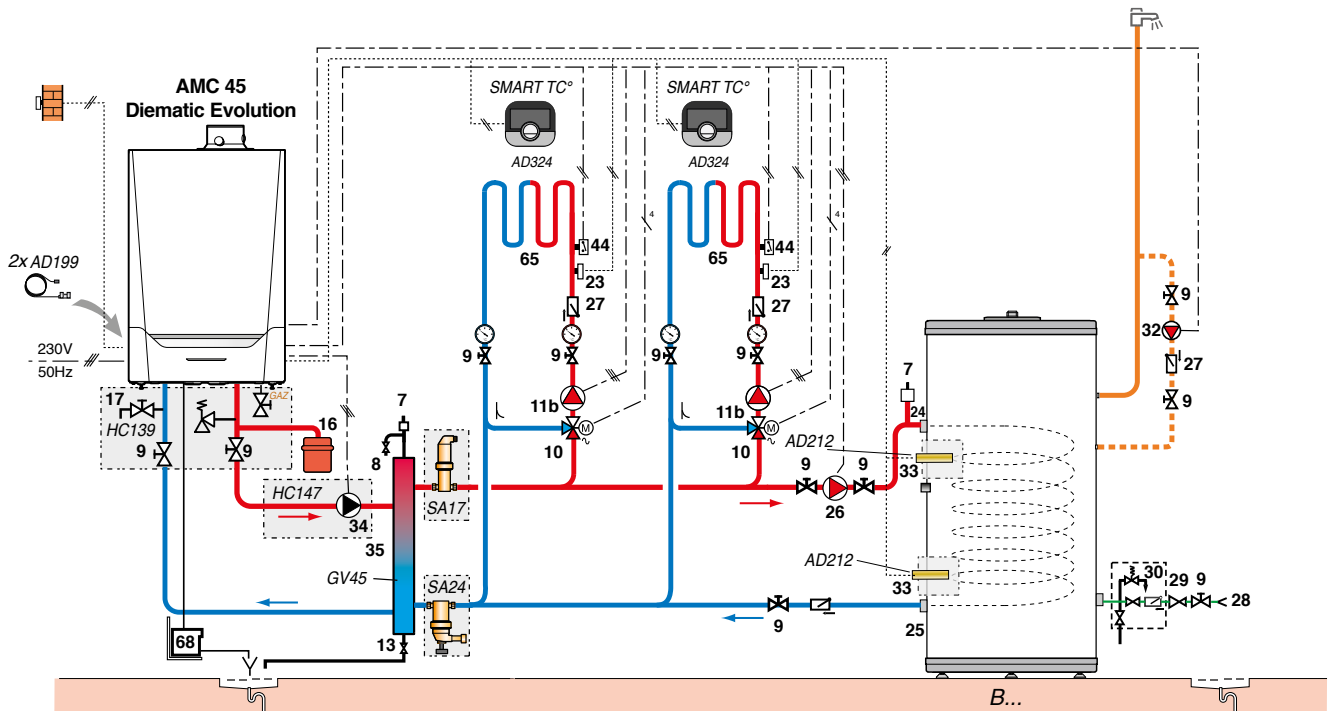 AMC 45
Diematic Evolution
SMART TC°
SMART TC°
AD324
AD324
2x AD199
230V
50Hz
4
4
44
44
65
65
23
23
27
27
9
9
9
9
9
32
27
9
11b
11b
10
10
M
M
17
HC139
GAZ
16
9
9
7
8
7
24
SA17
HC147
34
35
GV45
SA24
13
68
AD212
33
9
9
26
AD212
33
25
9
30
29
9
28
B...